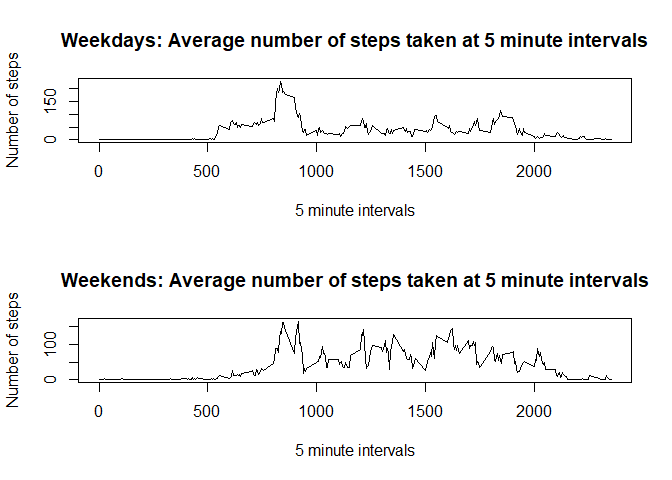 Weekdays: Average number of steps taken at 5 minute intervals
Number of steps
150
0
0 500 1000 1500 2000
5 minute intervals
Weekends: Average number of steps taken at 5 minute intervals
Number of steps
100
0
0 500 1000 1500 2000
5 minute intervals